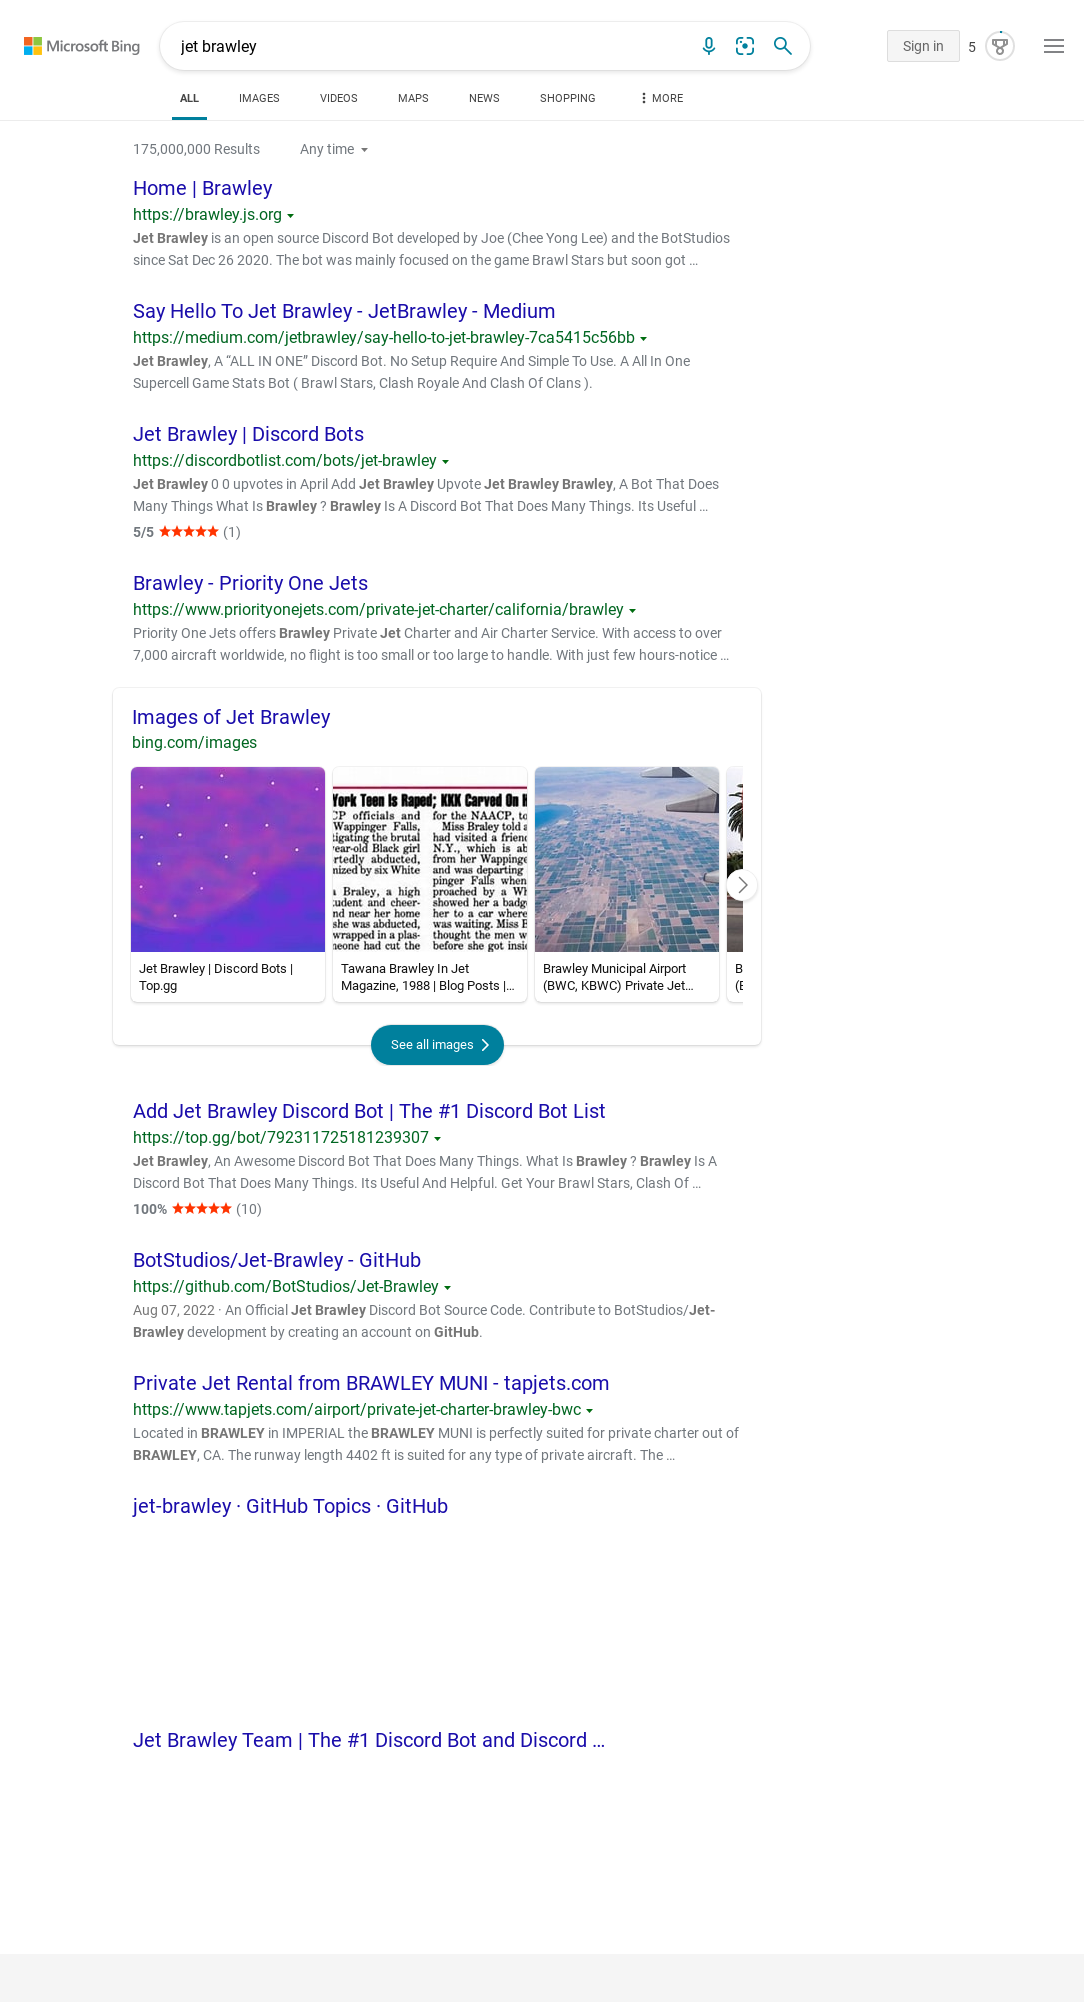 Microsoft Bing
jet brawley
Sign in
5
ALL
IMAGES
VIDEOS
MAPS
NEWS
SHOPPING
MORE
175,000,000 Results
Any time
Home | Brawley
https://brawley.js.org
Jet Brawley is an open source Discord Bot developed by Joe (Chee Yong Lee) and the BotStudios
since Sat Dec 26 2020. The bot was mainly focused on the game Brawl Stars but soon got …
Say Hello To Jet Brawley - JetBrawley - Medium
https://medium.com/jetbrawley/say-hello-to-jet-brawley-7ca5415c56bb
Jet Brawley, A “ALL IN ONE” Discord Bot. No Setup Require And Simple To Use. A All In One
Supercell Game Stats Bot ( Brawl Stars, Clash Royale And Clash Of Clans ).
Jet Brawley | Discord Bots
https://discordbotlist.com/bots/jet-brawley
Jet Brawley 0 0 upvotes in April Add Jet Brawley Upvote Jet Brawley Brawley, A Bot That Does
Many Things What Is Brawley ? Brawley Is A Discord Bot That Does Many Things. Its Useful …
5/5 (1)
Brawley - Priority One Jets
https://www.priorityonejets.com/private-jet-charter/california/brawley
Priority One Jets offers Brawley Private Jet Charter and Air Charter Service. With access to over
7,000 aircraft worldwide, no flight is too small or too large to handle. With just few hours-notice …
Images of Jet Brawley
bing.com/images
York Teen Is Raped; KKK Carved On H
CP officials and
Wappinger Falls,
tigating the brutal
year-old Black girl
rtedly abducted,
nized by six White
a Braley, a high
tudent and cheer-
nd near her home
she was abducted,
wrapped in a plas-
meone had cut the
for the NAACP, to
Miss Braley told a
had visited a frien
N.Y., which is ab
from her Wappinge
and was departing
pinger Falls when
proached by a Wh
showed her a badg
her to a car where
was waiting. Miss B
thought the men w
before she got insid
Jet Brawley | Discord Bots |
Top.gg
Tawana Brawley In Jet
Magazine, 1988 | Blog Posts |…
Brawley Municipal Airport
(BWC, KBWC) Private Jet…
B
(E
See all images
Add Jet Brawley Discord Bot | The #1 Discord Bot List
https://top.gg/bot/792311725181239307
Jet Brawley, An Awesome Discord Bot That Does Many Things. What Is Brawley ? Brawley Is A
Discord Bot That Does Many Things. Its Useful And Helpful. Get Your Brawl Stars, Clash Of …
100% (10)
BotStudios/Jet-Brawley - GitHub
https://github.com/BotStudios/Jet-Brawley
Aug 07, 2022 · An Official Jet Brawley Discord Bot Source Code. Contribute to BotStudios/Jet-
Brawley development by creating an account on GitHub.
Private Jet Rental from BRAWLEY MUNI - tapjets.com
https://www.tapjets.com/airport/private-jet-charter-brawley-bwc
Located in BRAWLEY in IMPERIAL the BRAWLEY MUNI is perfectly suited for private charter out of
BRAWLEY, CA. The runway length 4402 ft is suited for any type of private aircraft. The …
jet-brawley · GitHub Topics · GitHub
Jet Brawley Team | The #1 Discord Bot and Discord …